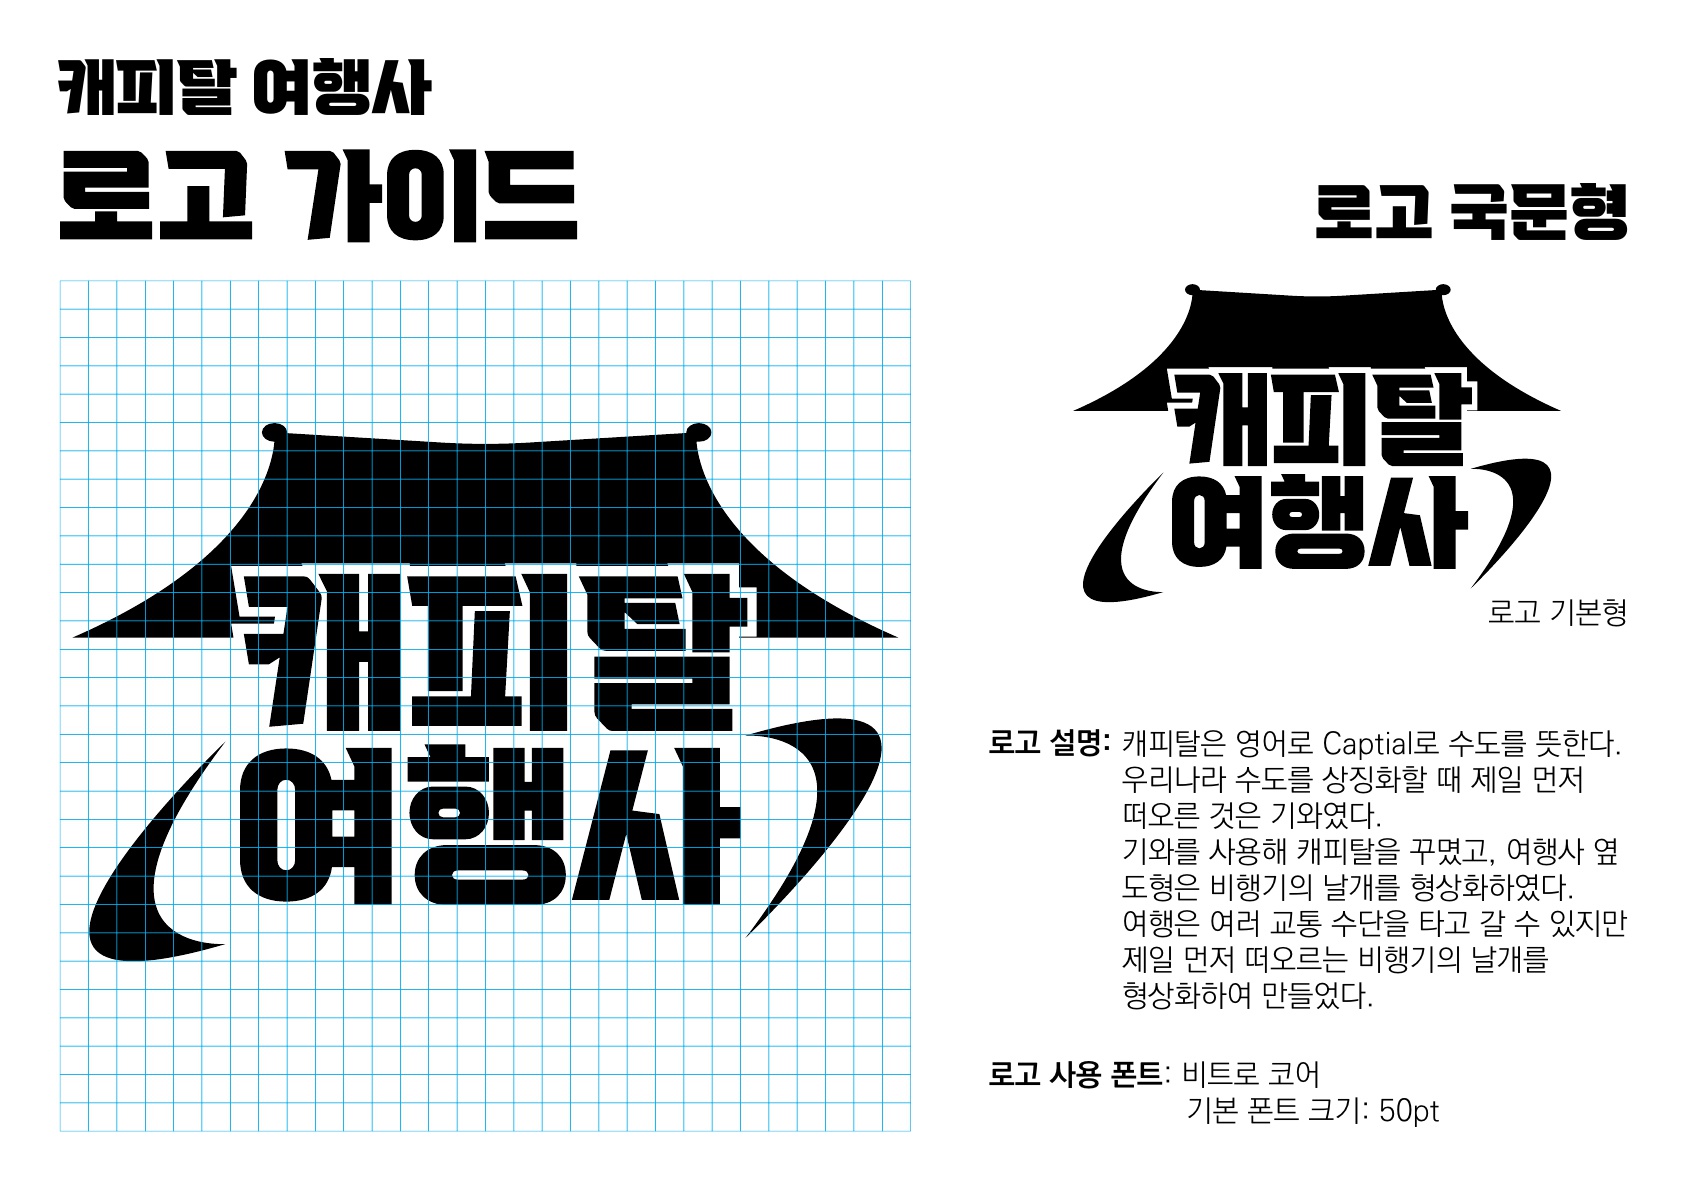 캐피탈 여행사
로고 가이드
캐피탈
여행사
로고 국문형
캐피탈
여행사
로고 기본형
로고 설명: 캐피탈은 영어로 Captial로 수도를 뜻한다.
우리나라 수도를 상징화할 때 제일 먼저
떠오른 것은 기와였다.
기와를 사용해 캐피탈을 꾸몄고, 여행사 옆
도형은 비행기의 날개를 형상화하였다.
여행은 여러 교통 수단을 타고 갈 수 있지만
제일 먼저 떠오르는 비행기의 날개를
형상화하여 만들었다.
로고 사용 폰트: 비트로 코어
기본 폰트 크기: 50pt